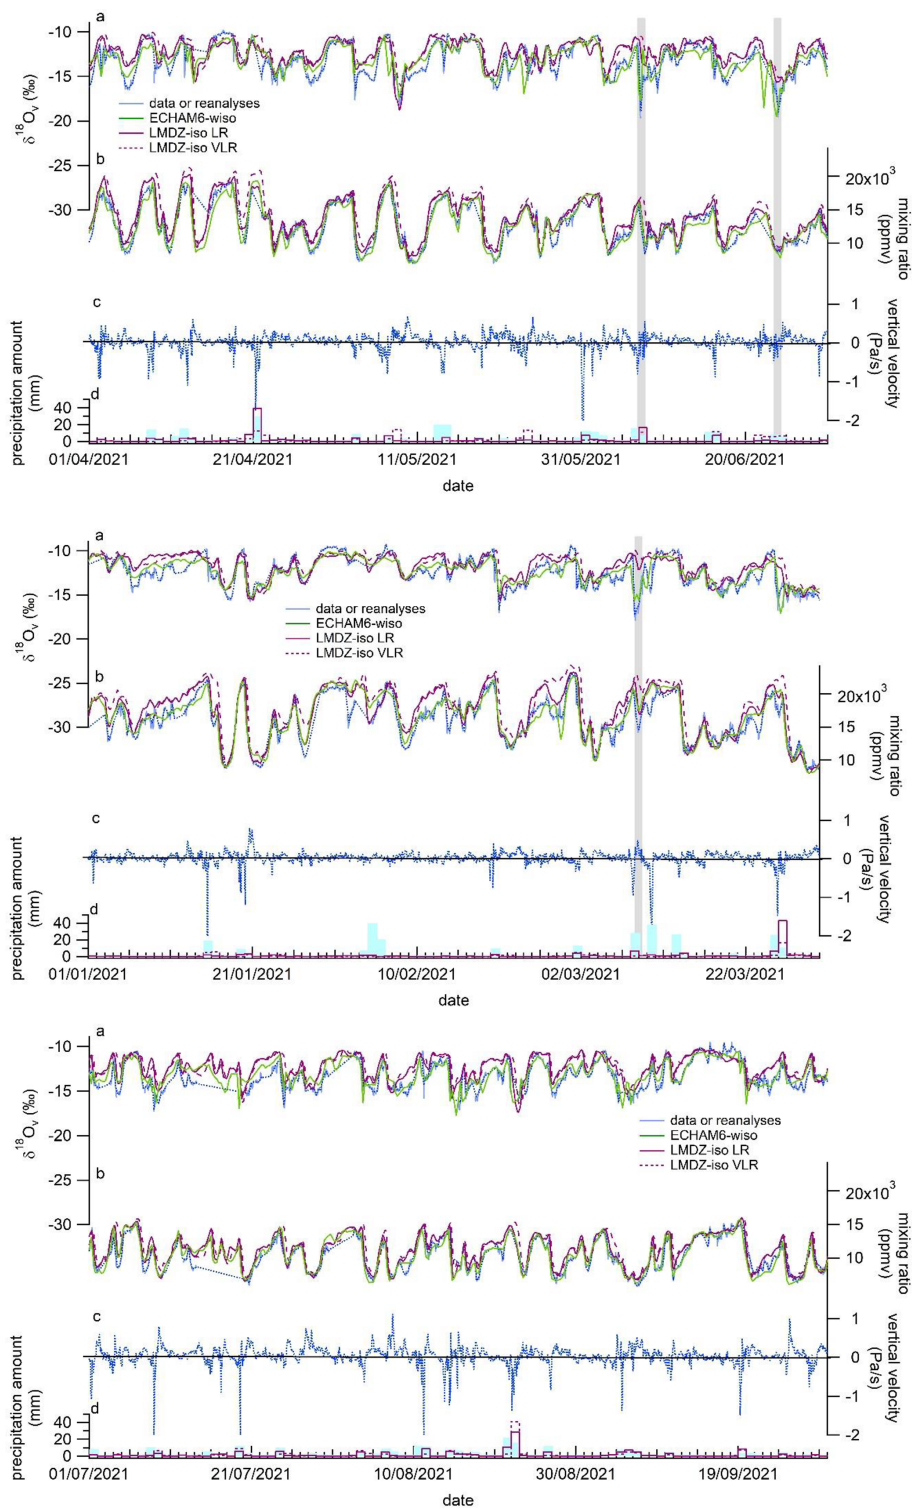 a
-10
-15
-20
-25
-30
δ18Ov (‰)
data or reanalyses
ECHAM6-wiso
LMDZ-iso LR
LMDZ-iso VLR
b
20x10³
15
10
mixing ratio
(ppmv)
c
1
0
-1
-2
vertical velocity
(Pa/s)
d
40
20
0
precipitation amount
(mm)
01/04/2021
21/04/2021
11/05/2021
31/05/2021
20/06/2021
date
a
-10
-15
-20
-25
-30
δ18Ov (‰)
data or reanalyses
ECHAM6-wiso
LMDZ-iso LR
LMDZ-iso VLR
b
20x10³
15
10
mixing ratio
(ppmv)
c
1
0
-1
-2
vertical velocity
(Pa/s)
d
40
20
0
precipitation amount
(mm)
01/01/2021
21/01/2021
10/02/2021
02/03/2021
22/03/2021
date
a
-10
-15
-20
-25
-30
δ18Ov (‰)
data or reanalyses
ECHAM6-wiso
LMDZ-iso LR
LMDZ-iso VLR
b
20x10³
15
10
mixing ratio
(ppmv)
c
1
0
-1
-2
vertical velocity
(Pa/s)
d
40
20
0
precipitation amount
(mm)
01/07/2021
21/07/2021
10/08/2021
30/08/2021
19/09/2021
date